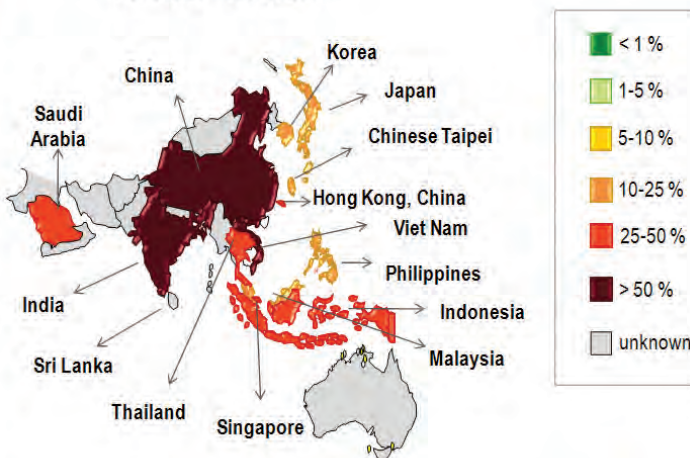 Korea
China
Japan
Saudi
Arabia
Chinese Taipei
Hong Kong, China
Viet Nam
Philippines
India
Indonesia
Sri Lanka
Malaysia
Thailand
Singapore
< 1 %
1-5 %
5-10 %
10-25 %
25-50 %
> 50 %
unknown